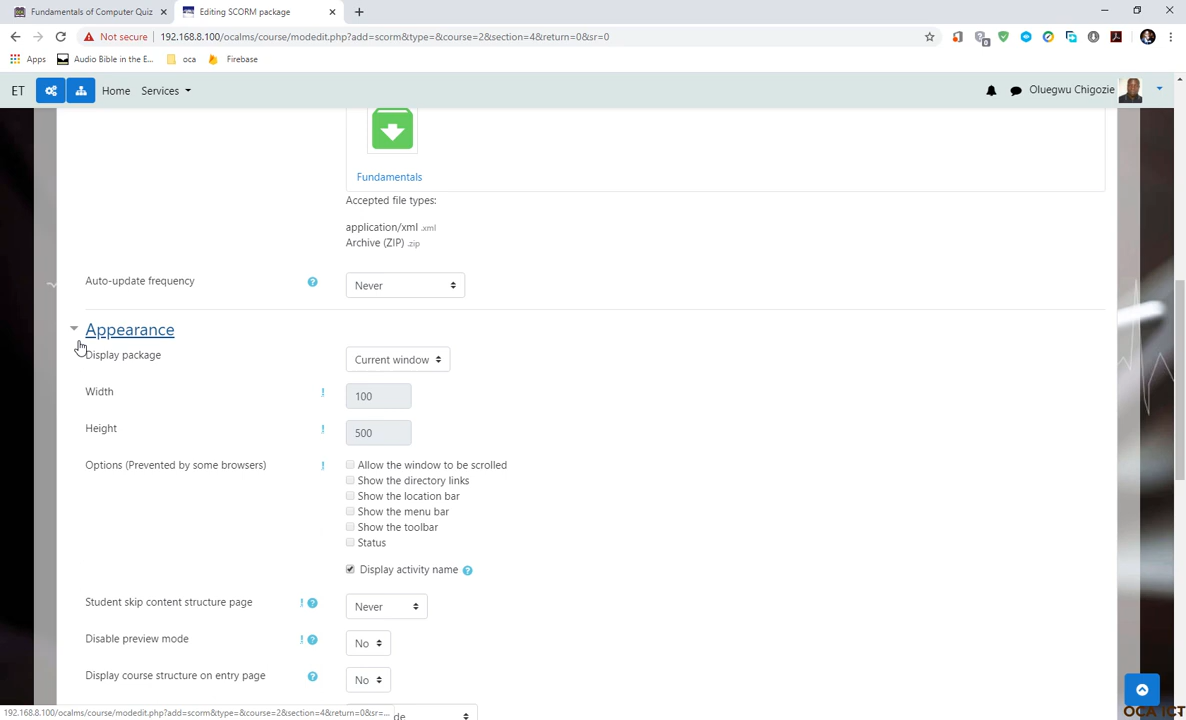 Fundamentals of Computer Quiz
Editing SCORM package
Not secure
192.168.8.100/ocalms/course/modedit.php?add=scorm&type=&course=2&section=4&return=0&sr=0
Apps
Audio Bible in the E...
oca
Firebase
ET
Home
Services
Oluegwu Chigozie
Fundamentals
Accepted file types:
application/xml .xml
Archive (ZIP) .zip
Auto-update frequency
Never
Appearance
Display package
Current window
Width
100
Height
500
Options (Prevented by some browsers)
Allow the window to be scrolled
Show the directory links
Show the location bar
Show the menu bar
Show the toolbar
Status
Display activity name
Student skip content structure page
Never
Disable preview mode
No
Display course structure on entry page
No
192.168.8.100/ocalms/course/modedit.php?add=scorm&type=&course=2&section=4&return=0&sr=...
de
OCA ICT